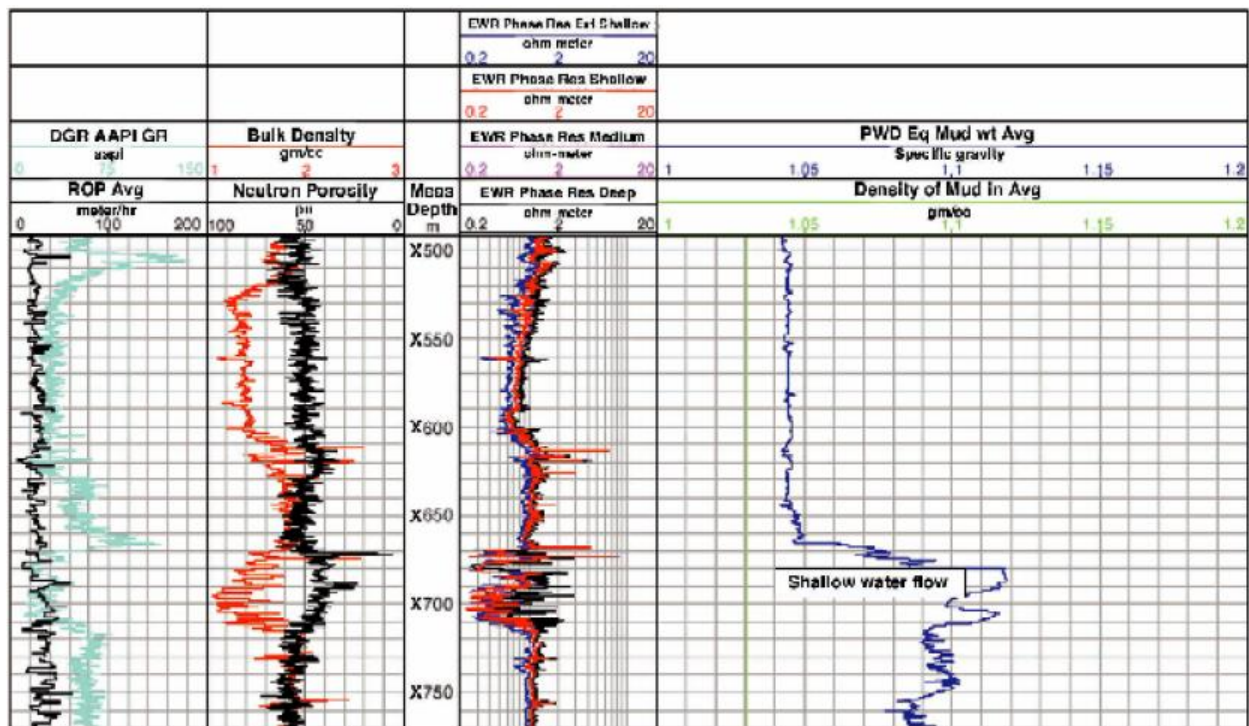 EWR Phase Res Ext Shallow
ohm meter
0.2 2 20
EWR Phase Res Shallow
ohm meter
0.2 2 20
DGR AAPI GR
aapi
0 75 150
Bulk Density
gm/cc
1 2 3
EWR Phase Res Medium
ohm-meter
0.2 2 20
PWD Eq Mud wt Avg
Specific gravity
1 1.05 1.1 1.15 1.2
ROP Avg
meter/hr
0 100 200
Neutron Porosity
pu
100 50 0
Meas
Depth
m
EWR Phase Res Deep
ohm meter
0.2 2 20
Density of Mud in Avg
gm/cc
1 1.05 1.1 1.15 1.2
X500
X550
X600
X650
Shallow water flow
X700
X750